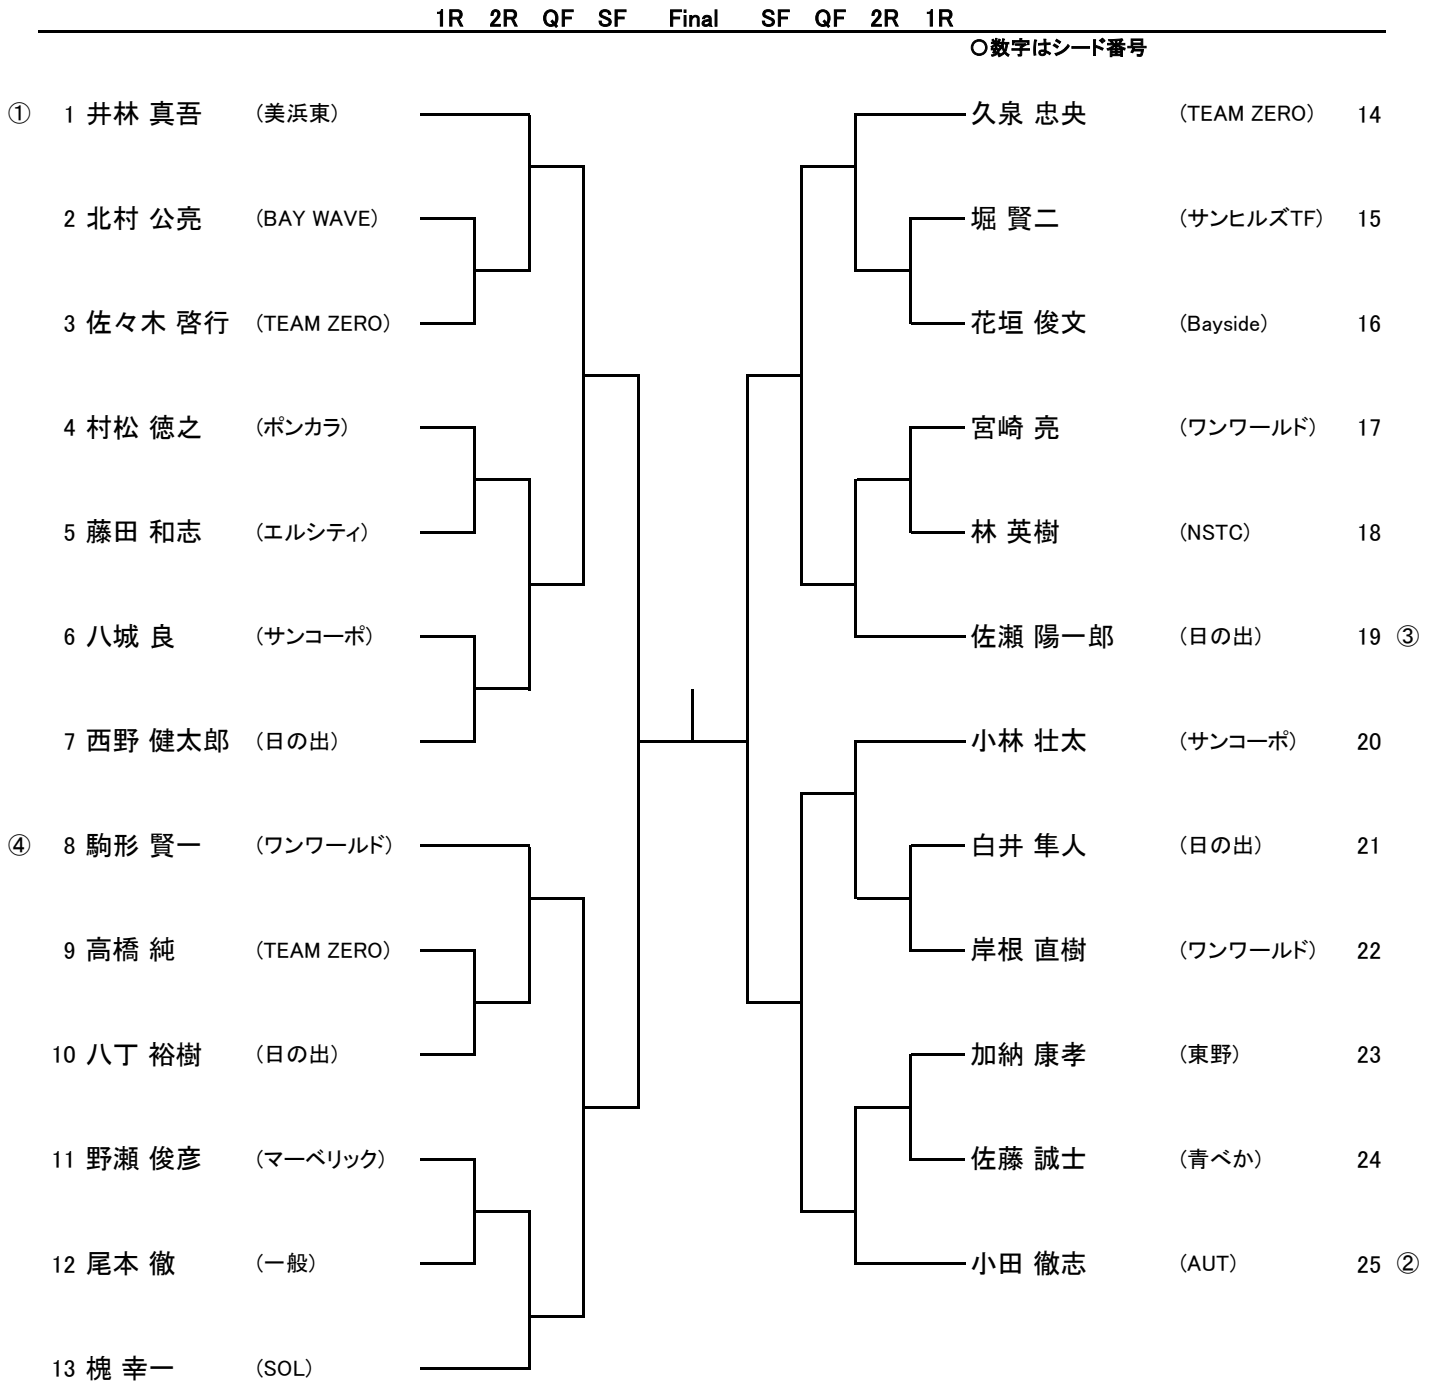 1R 2R QF SF Final SF QF 2R 1R
○数字はシード番号
① 1 井林 真吾 (美浜東) 久泉 忠央 (TEAM ZERO) 14
2 北村 公亮 (BAY WAVE) 堀 賢二 (サンヒルズTF) 15
3 佐々木 啓行 (TEAM ZERO) 花垣 俊文 (Bayside) 16
4 村松 徳之 (ポンカラ) 宮崎 亮 (ワンワールド) 17
5 藤田 和志 (エルシティ) 林 英樹 (NSTC) 18
6 八城 良 (サンコーポ) 佐瀬 陽一郎 (日の出) 19 ③
7 西野 健太郎 (日の出) 小林 壮太 (サンコーポ) 20
④ 8 駒形 賢一 (ワンワールド) 白井 隼人 (日の出) 21
9 高橋 純 (TEAM ZERO) 岸根 直樹 (ワンワールド) 22
10 八丁 裕樹 (日の出) 加納 康孝 (東野) 23
11 野瀬 俊彦 (マーベリック) 佐藤 誠士 (青べか) 24
12 尾本 徹 (一般) 小田 徹志 (AUT) 25 ②
13 槐 幸一 (SOL)